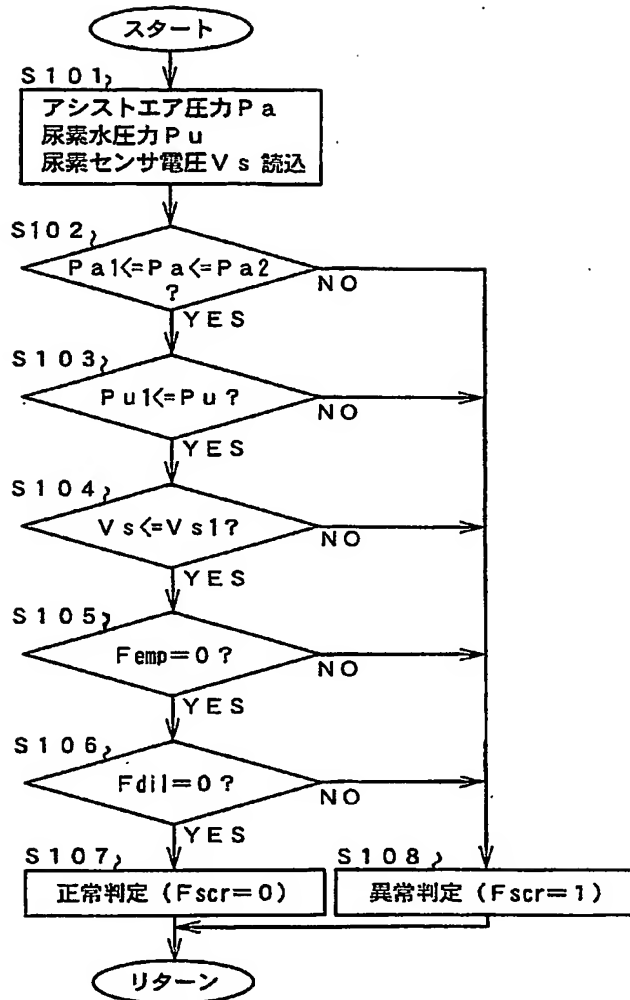 スタート
S101
アシストエア圧力Pa
尿素水圧力Pu
尿素センサ電圧Vs 読込
S102
Pa1<=Pa<=Pa2
?
NO
YES
S103
Pu1<=Pu?
NO
YES
S104
Vs<=Vs1?
NO
YES
S105
Femp=0?
NO
YES
S106
Fdil=0?
NO
YES
S107
正常判定(Fscr=0)
S108
異常判定(Fscr=1)
リターン